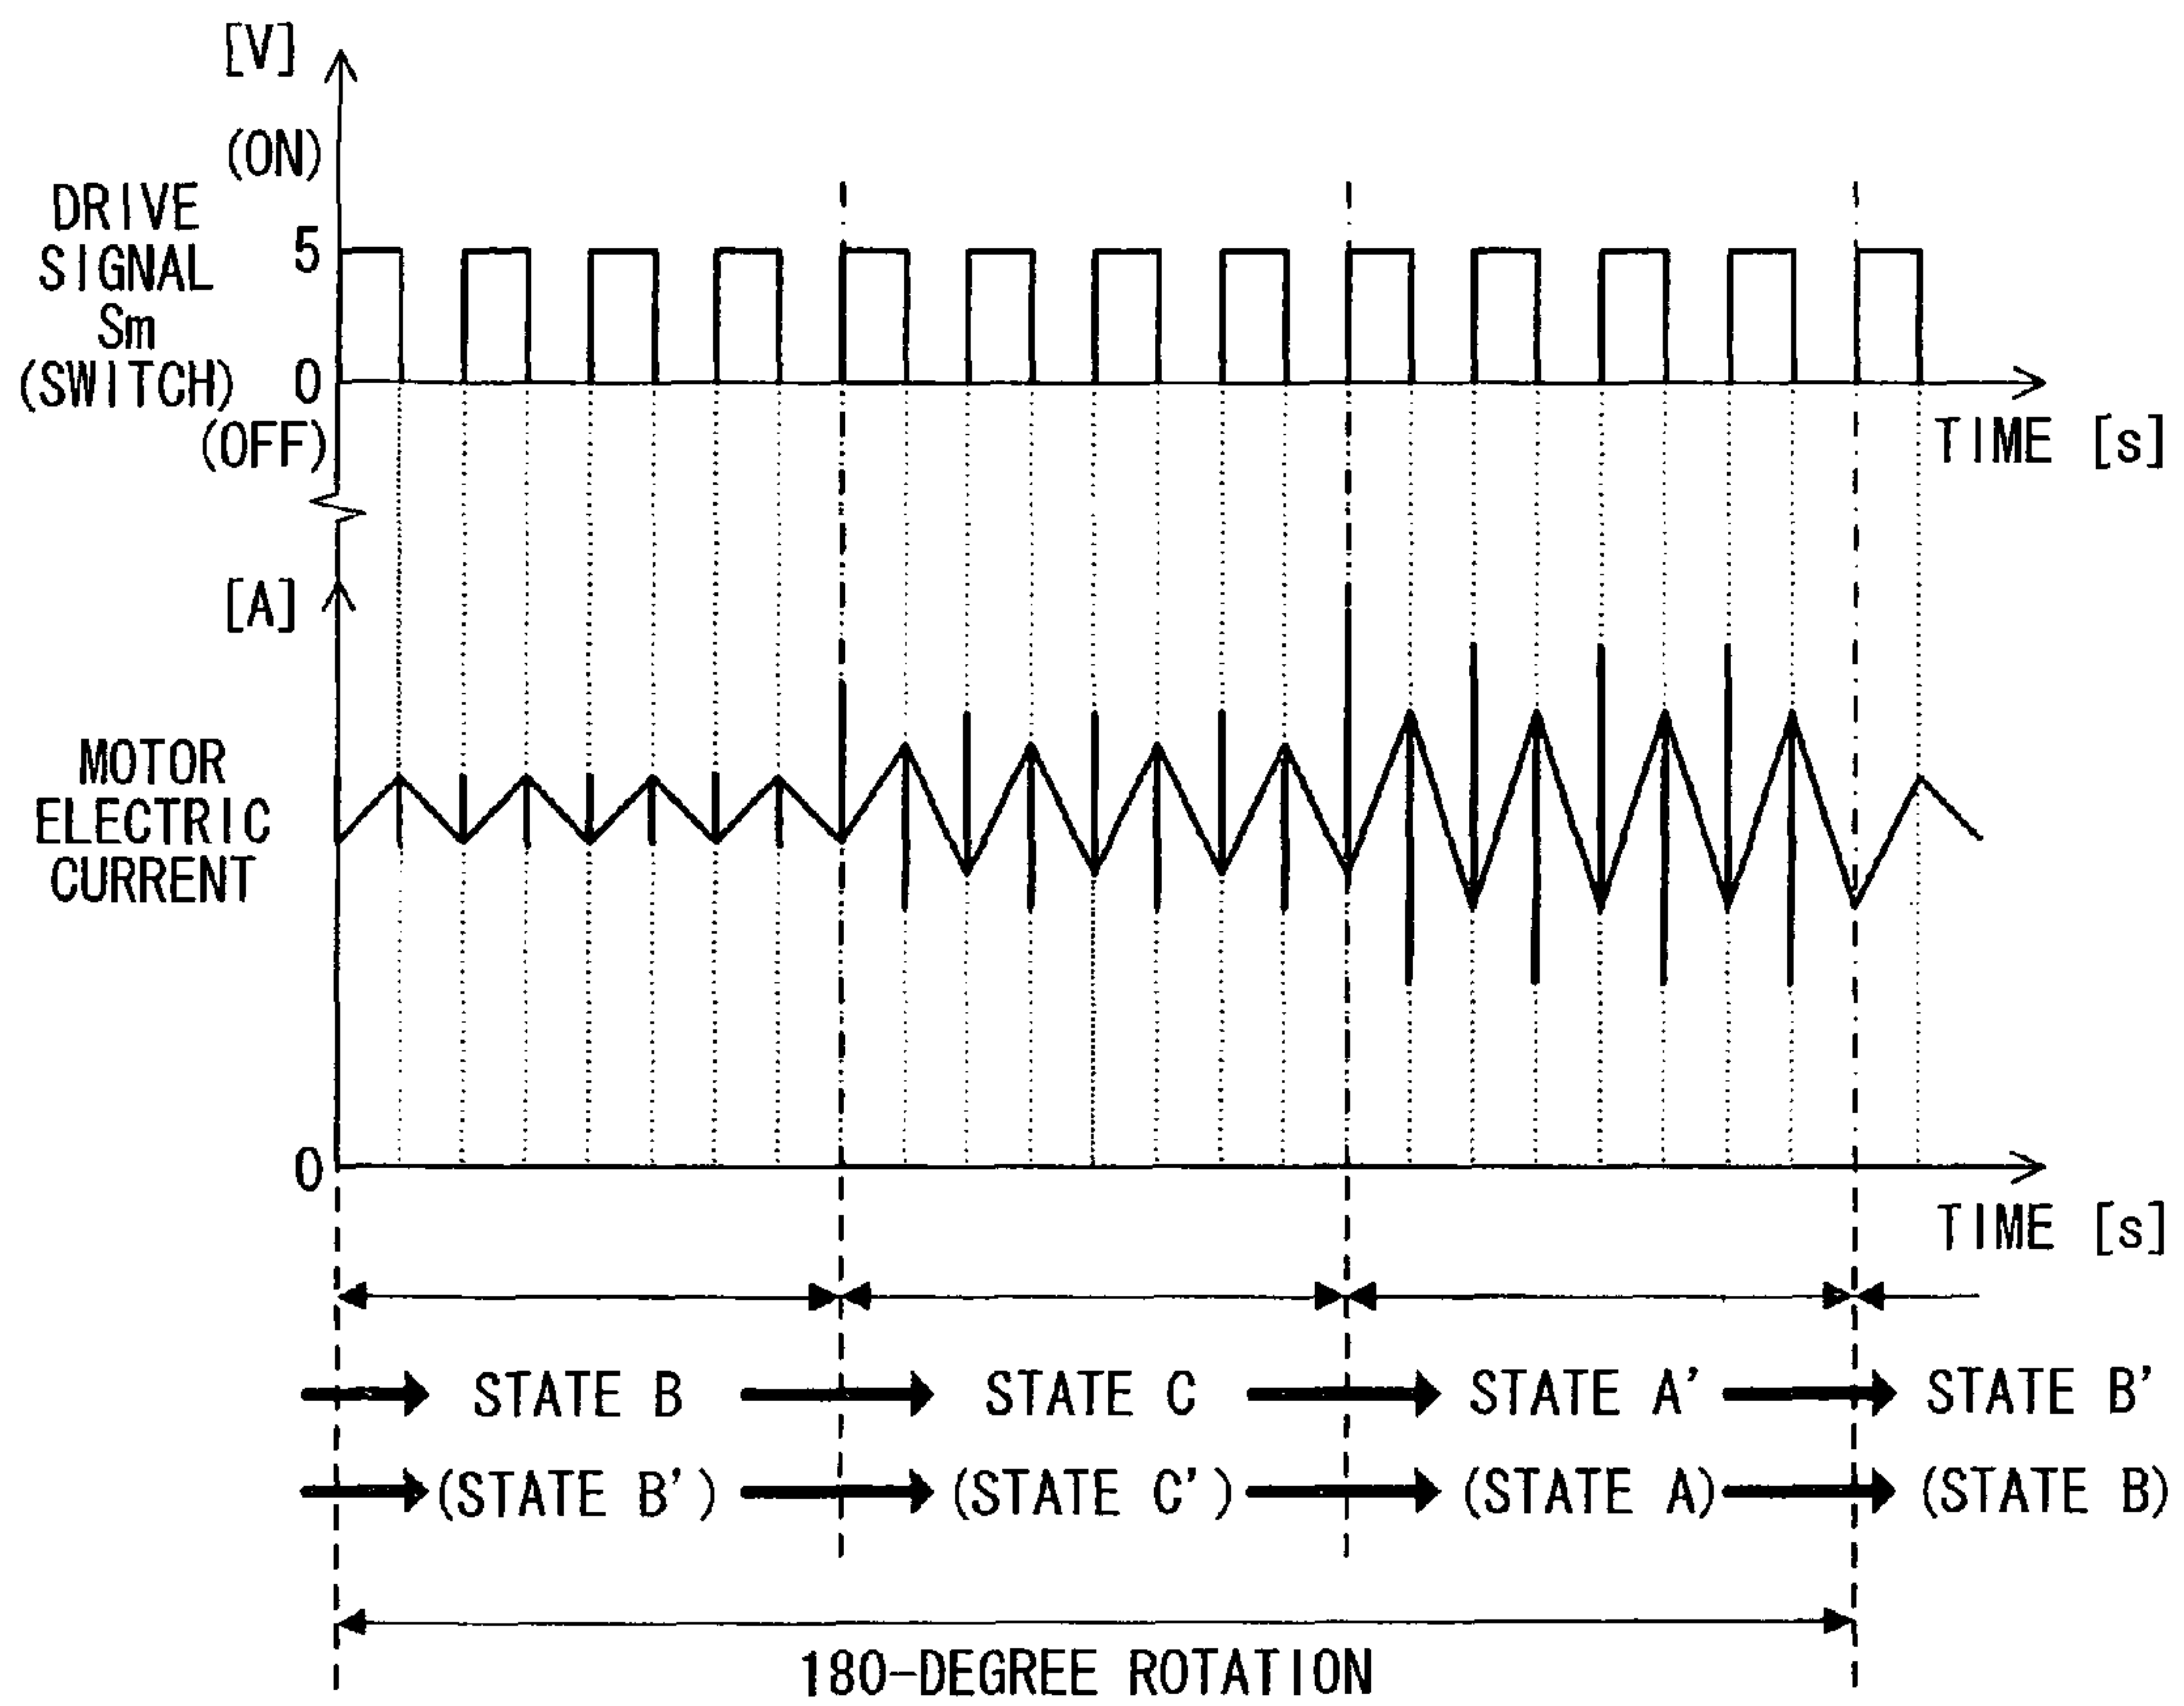 [V]
(ON)
DRIVE
SIGNAL
Sm
(SWITCH)
5
0
(OFF)
TIME [s]
[A]
MOTOR
ELECTRIC
CURRENT
0
TIME [s]
STATE B STATE C STATE A' STATE B'
(STATE B') (STATE C') (STATE A) (STATE B)
180-DEGREE ROTATION